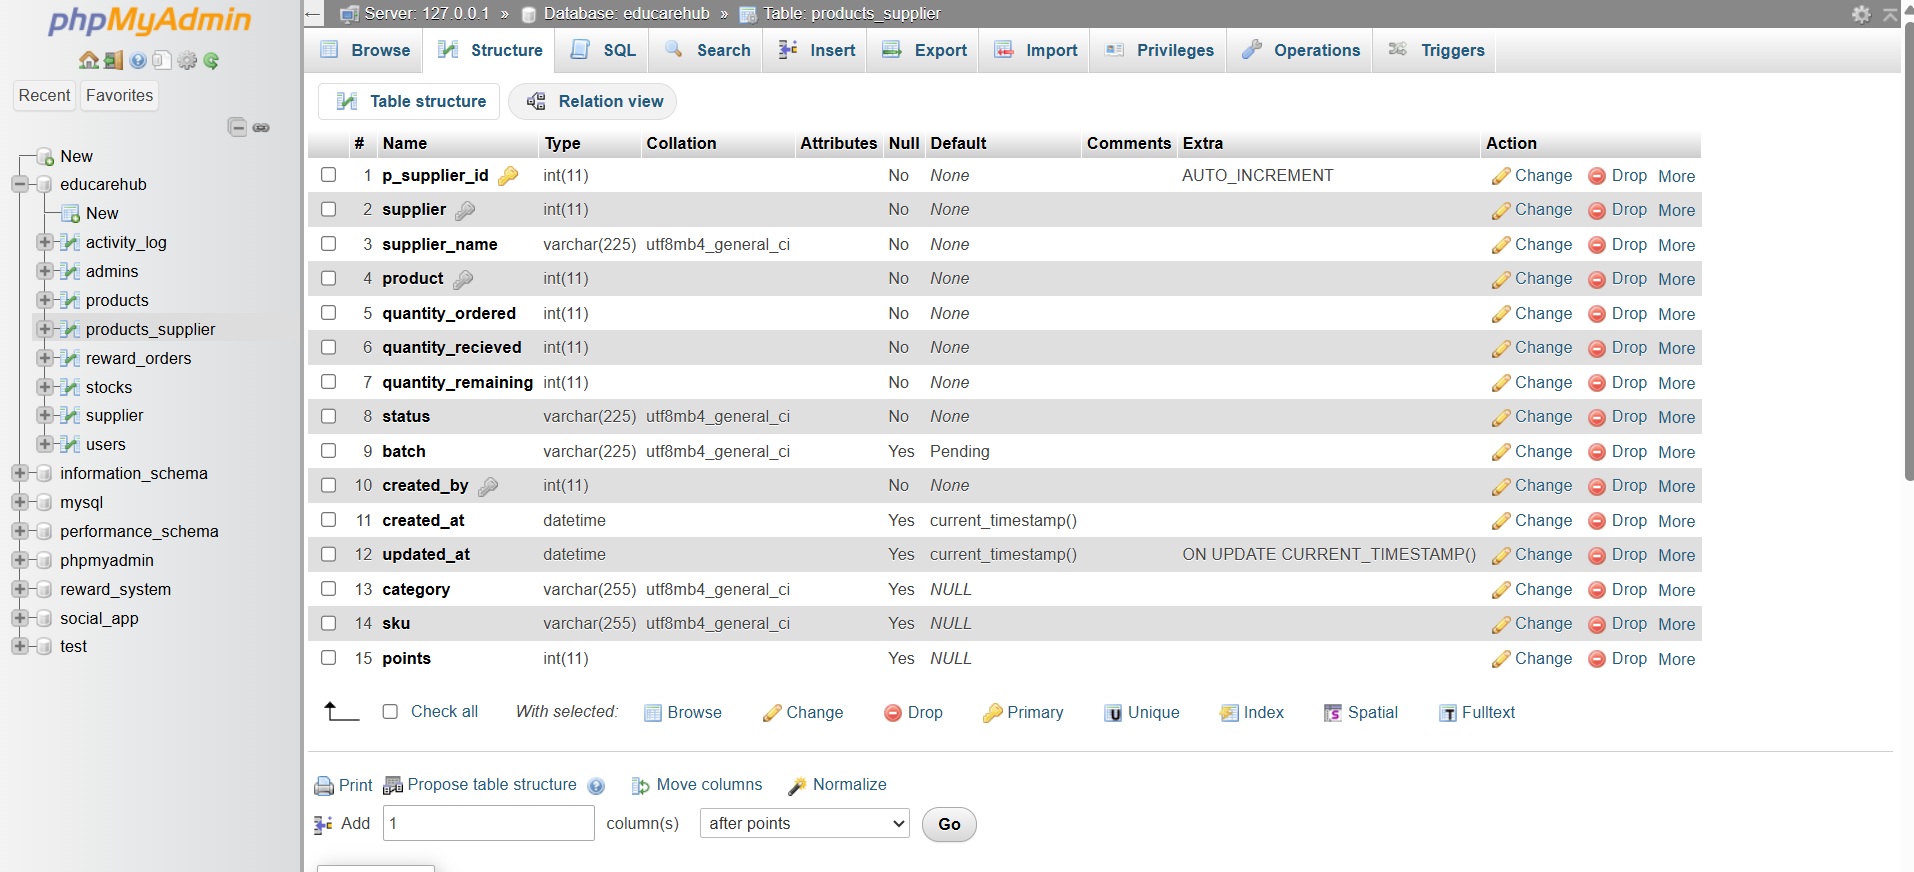 phpMyAdmin
Recent Favorites
New
educarehub
New
activity_log
admins
products
products_supplier
reward_orders
stocks
supplier
users
information_schema
mysql
performance_schema
phpmyadmin
reward_system
social_app
test
Server: 127.0.0.1 » Database: educarehub » Table: products_supplier
Browse Structure SQL Search Insert Export Import Privileges Operations Triggers
Table structure Relation view
# Name Type Collation Attributes Null Default Comments Extra Action
1 p_supplier_id int(11) No None AUTO_INCREMENT Change Drop More
2 supplier int(11) No None Change Drop More
3 supplier_name varchar(225) utf8mb4_general_ci No None Change Drop More
4 product int(11) No None Change Drop More
5 quantity_ordered int(11) No None Change Drop More
6 quantity_recieved int(11) No None Change Drop More
7 quantity_remaining int(11) No None Change Drop More
8 status varchar(225) utf8mb4_general_ci No None Change Drop More
9 batch varchar(225) utf8mb4_general_ci Yes Pending Change Drop More
10 created_by int(11) No None Change Drop More
11 created_at datetime Yes current_timestamp() Change Drop More
12 updated_at datetime Yes current_timestamp() ON UPDATE CURRENT_TIMESTAMP() Change Drop More
13 category varchar(255) utf8mb4_general_ci Yes NULL Change Drop More
14 sku varchar(255) utf8mb4_general_ci Yes NULL Change Drop More
15 points int(11) Yes NULL Change Drop More
Check all With selected: Browse Change Drop Primary Unique Index Spatial Fulltext
Print Propose table structure Move columns Normalize
Add 1 column(s) after points Go